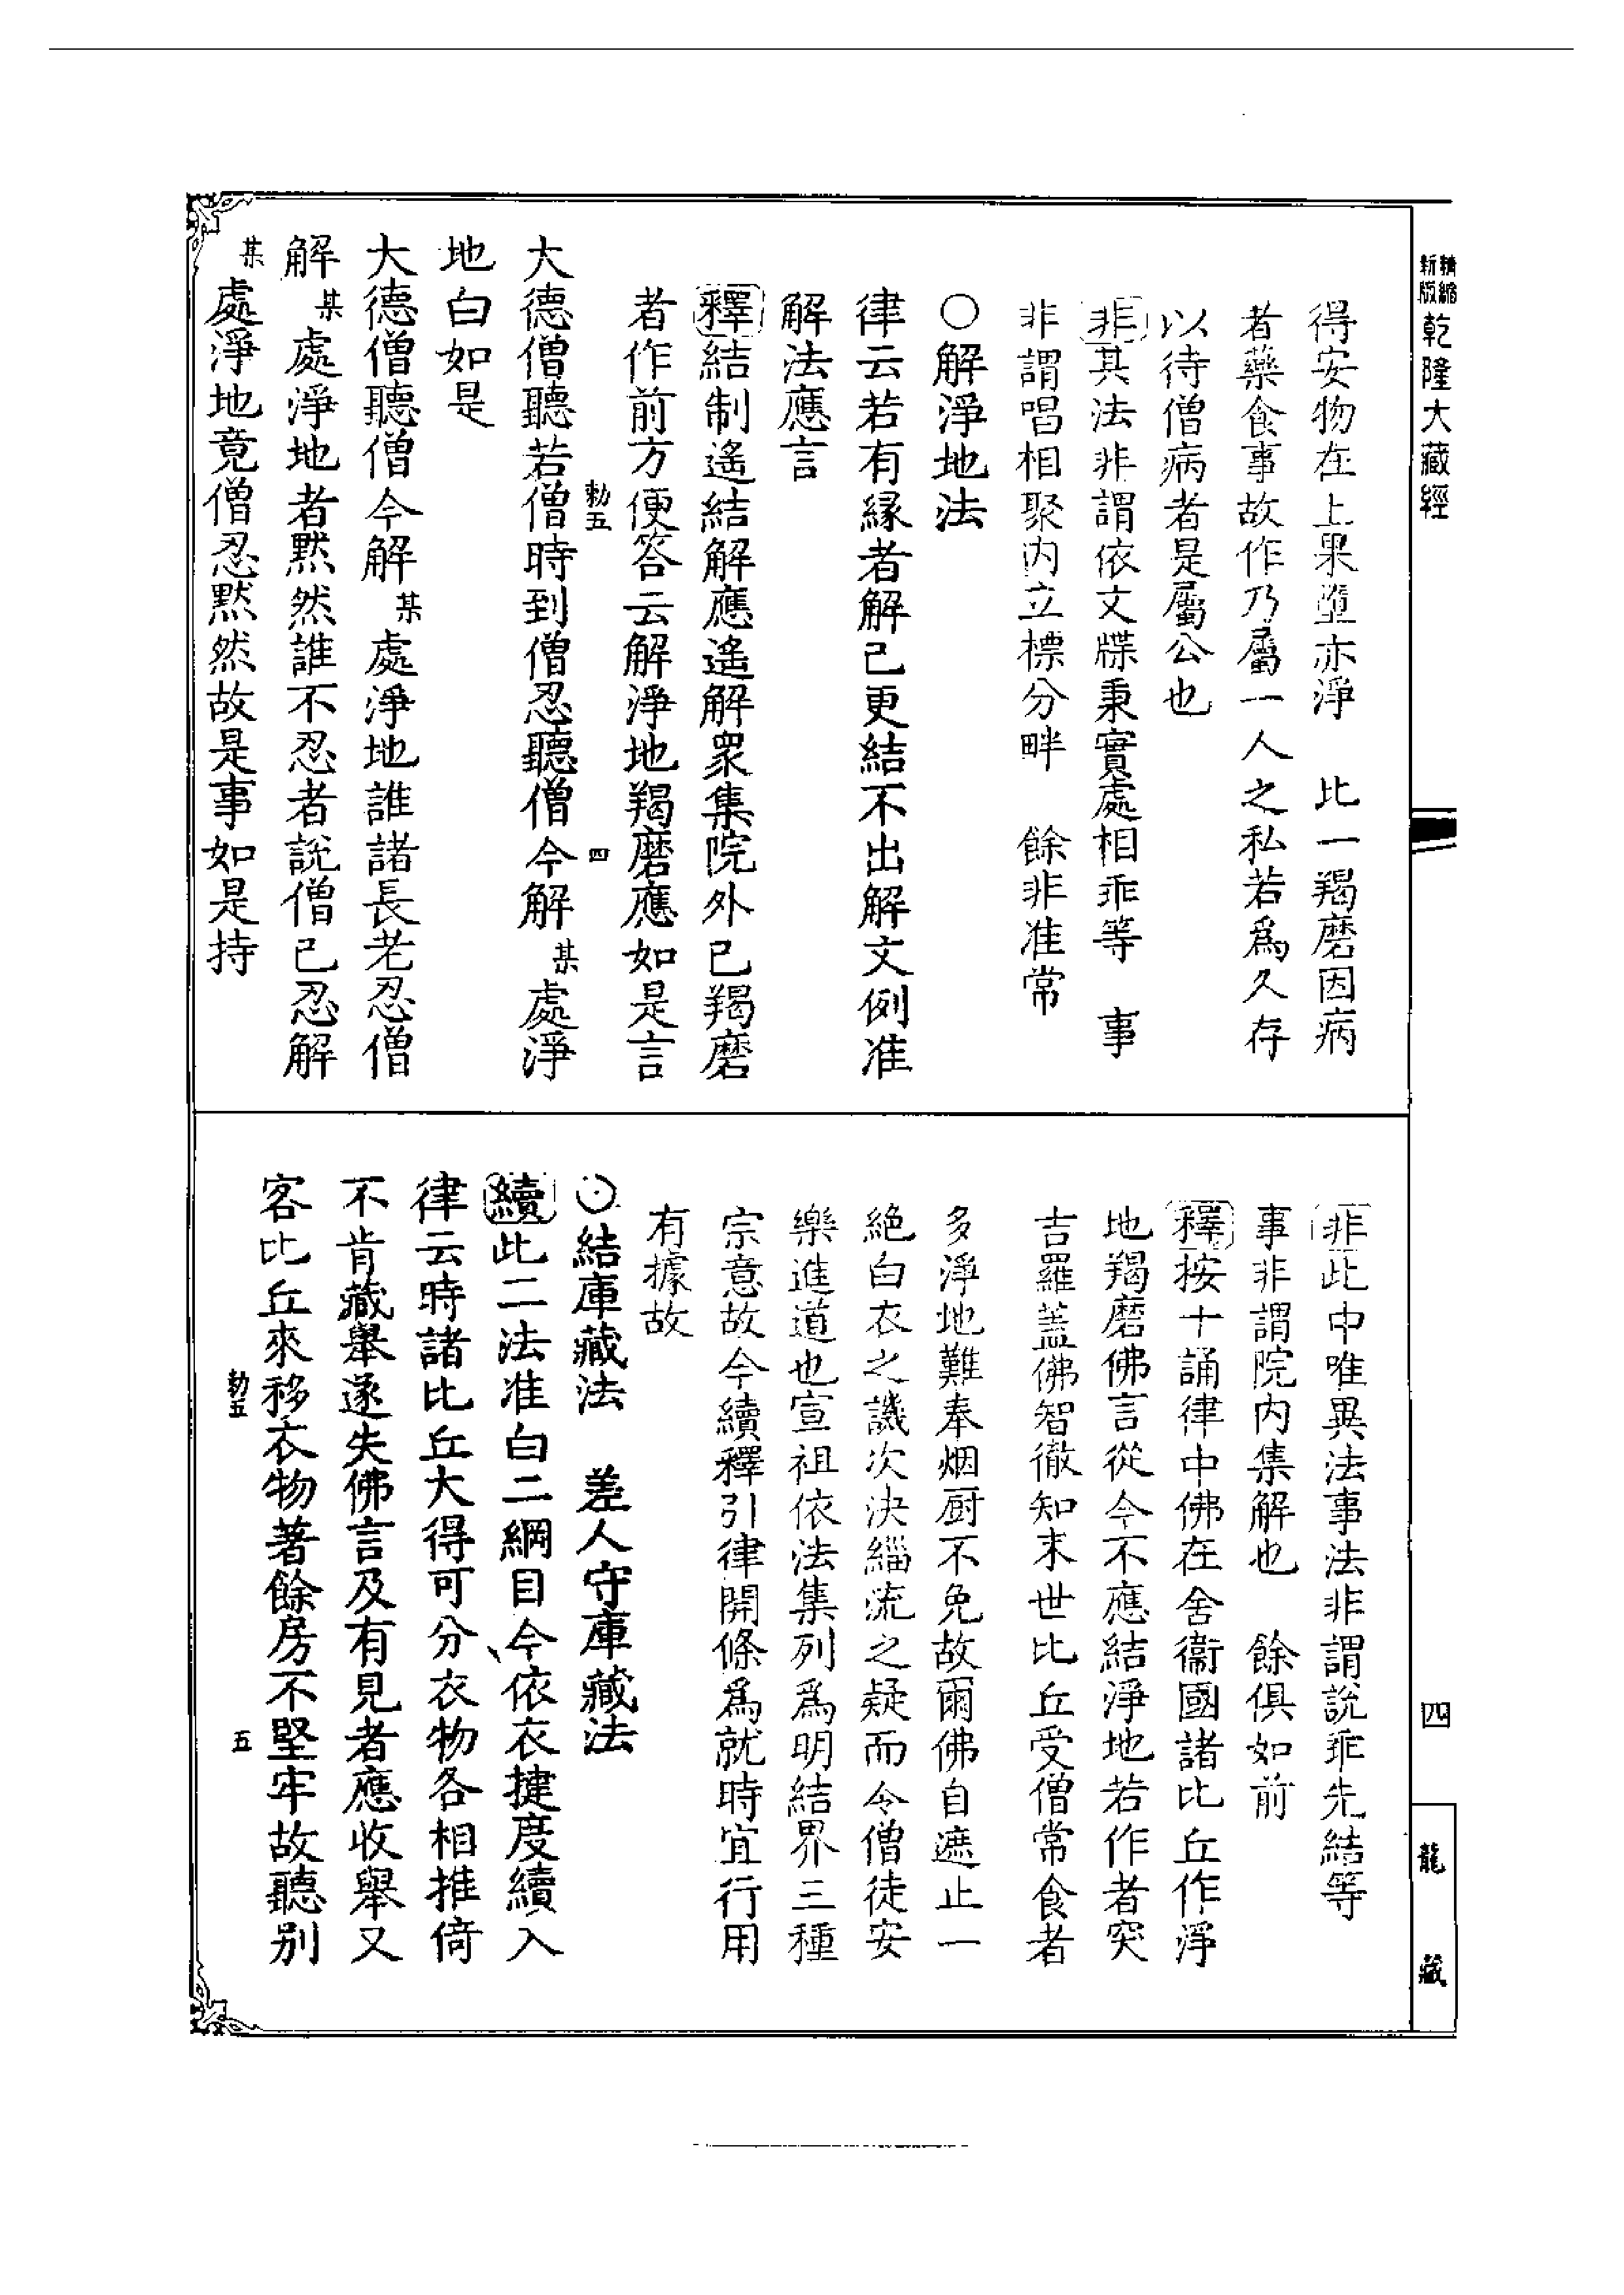 精縮新版乾隆大藏經
得安物在上果墮亦淨　比一羯磨因病
者藥食事故作乃屬一人之私若為久存
以待僧病者是屬公也
非其法非謂依文牒秉實處相乖等　事
非謂唱相聚內立標分畔　餘非准常
○解淨地法
律云若有緣者解已更結不出解文例准
解法應言
釋結制遙結解應遙解衆集院外已羯磨
者作前方便答云解淨地羯磨應如是言
勅五　四
大德僧聽若僧時到僧忍聽僧今解某處淨
地白如是
大德僧聽僧今解某處淨地誰諸長老忍僧
解某處淨地者默然誰不忍者說僧已忍解
某處淨地竟僧忍默然故是事如是持
四
龍藏
非此中唯異法事法非謂說乖先結等
事非謂院內集解也　餘俱如前
釋按十誦律中佛在舍衞國諸比丘作淨
地羯磨佛言從今不應結淨地若作者突
吉羅蓋佛智徹知末世比丘受僧常食者
多淨地難奉烟厨不免故爾佛自遮止一
絶白衣之譏次決緇流之疑而令僧徒安
樂進道也宣祖依法集列為明結界三種
宗意故今續釋引律開條為就時宜行用
有據故
○結庫藏法　差人守庫藏法
續此二法准白二綱目今依衣揵度續入
律云時諸比丘大得可分衣物各相推倚
不肯藏舉遂失佛言及有見者應收舉又
客比丘來移衣物著餘房不堅牢故聽別
勅五　五